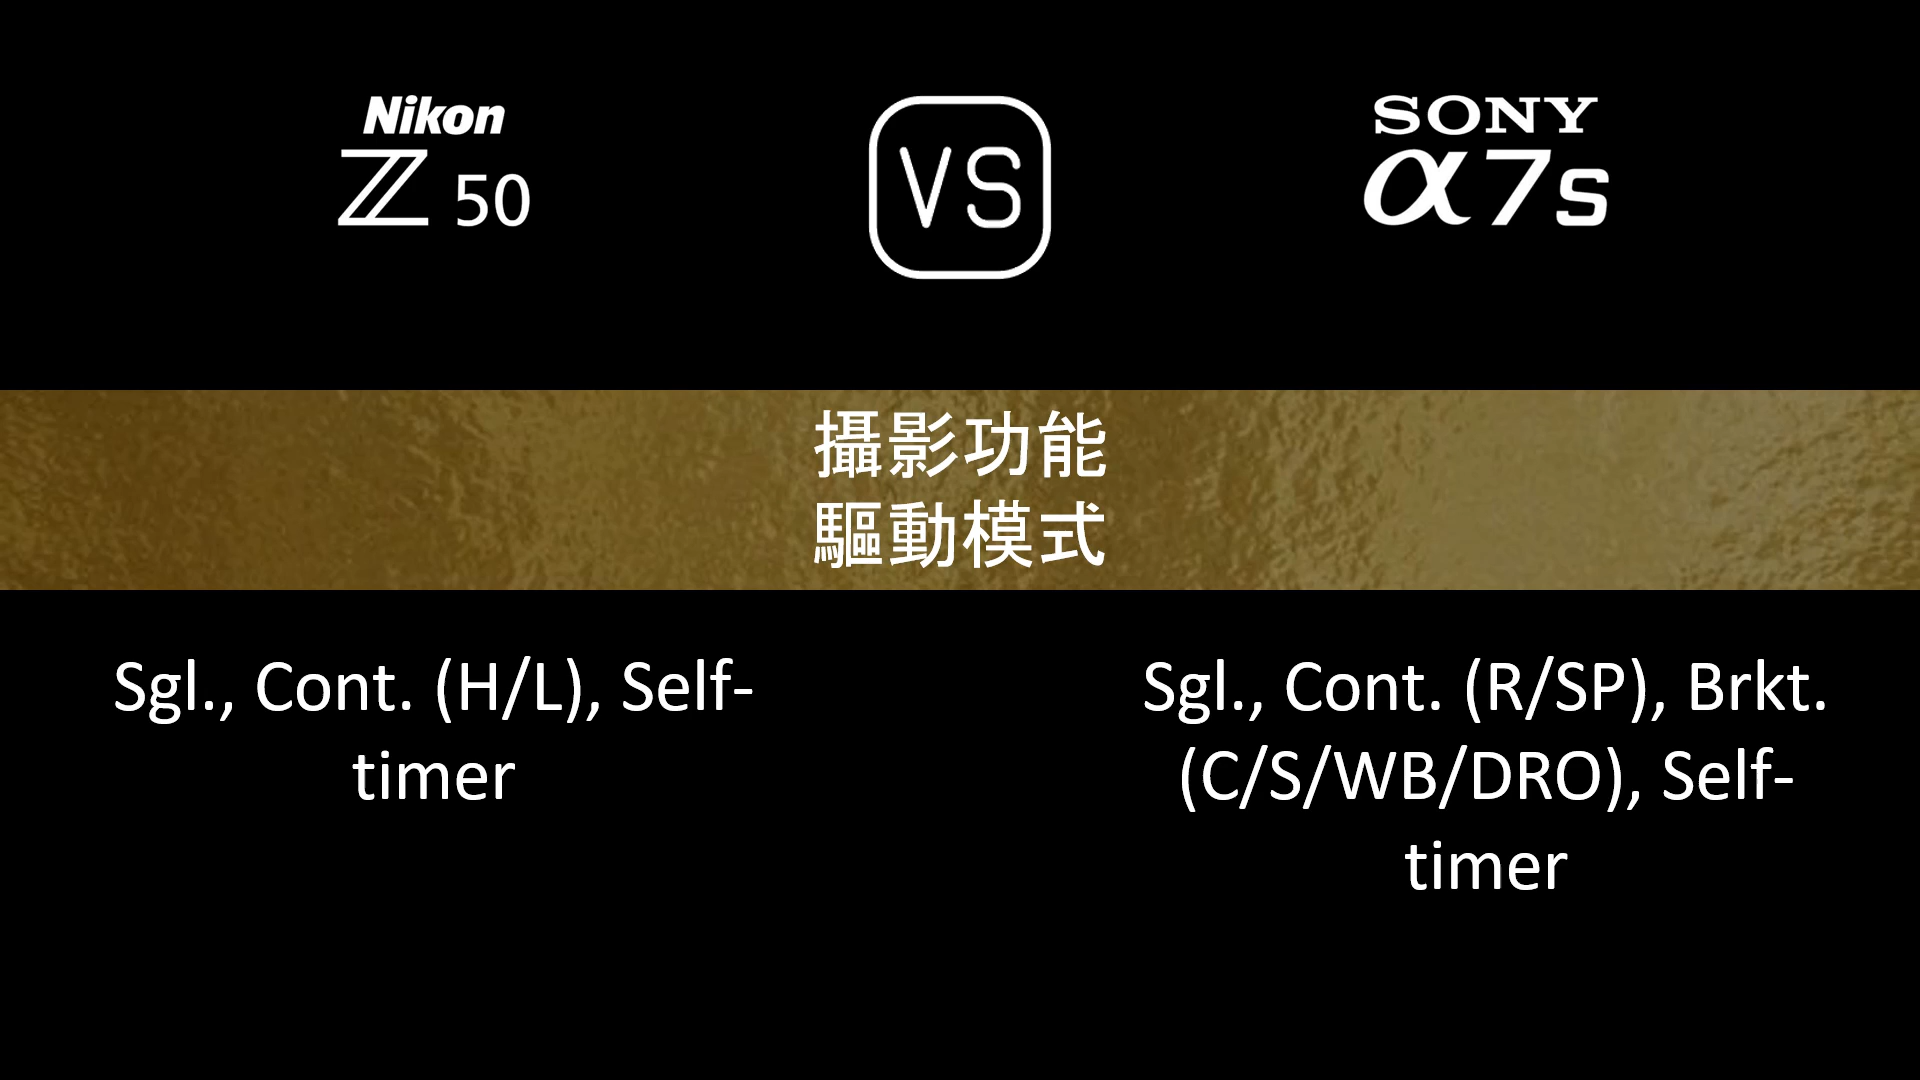 Nikon
Z 50
VS
SONY
α7s
攝影功能
驅動模式
Sgl., Cont. (H/L), Self-
timer
Sgl., Cont. (R/SP), Brkt.
(C/S/WB/DRO), Self-
timer